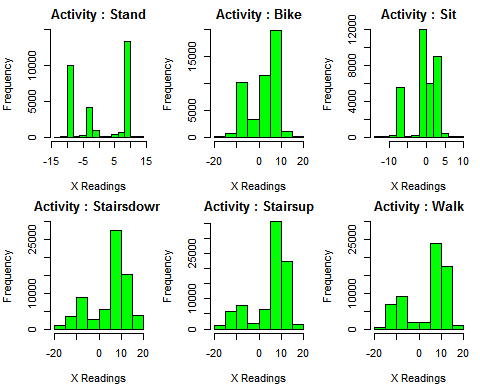 Activity : Stand
Frequency
0 5000 15000
-15 -5 5 15
X Readings
Activity : Bike
Frequency
0 5000 15000
-20 0 10 20
X Readings
Activity : Sit
Frequency
0 4000 8000 12000
-10 -5 0 5 10
X Readings
Activity : Stairsdowr
Frequency
0 10000 25000
-20 0 10 20
X Readings
Activity : Stairsup
Frequency
0 10000 25000
-20 0 10 20
X Readings
Activity : Walk
Frequency
0 10000 25000
-20 0 10 20
X Readings